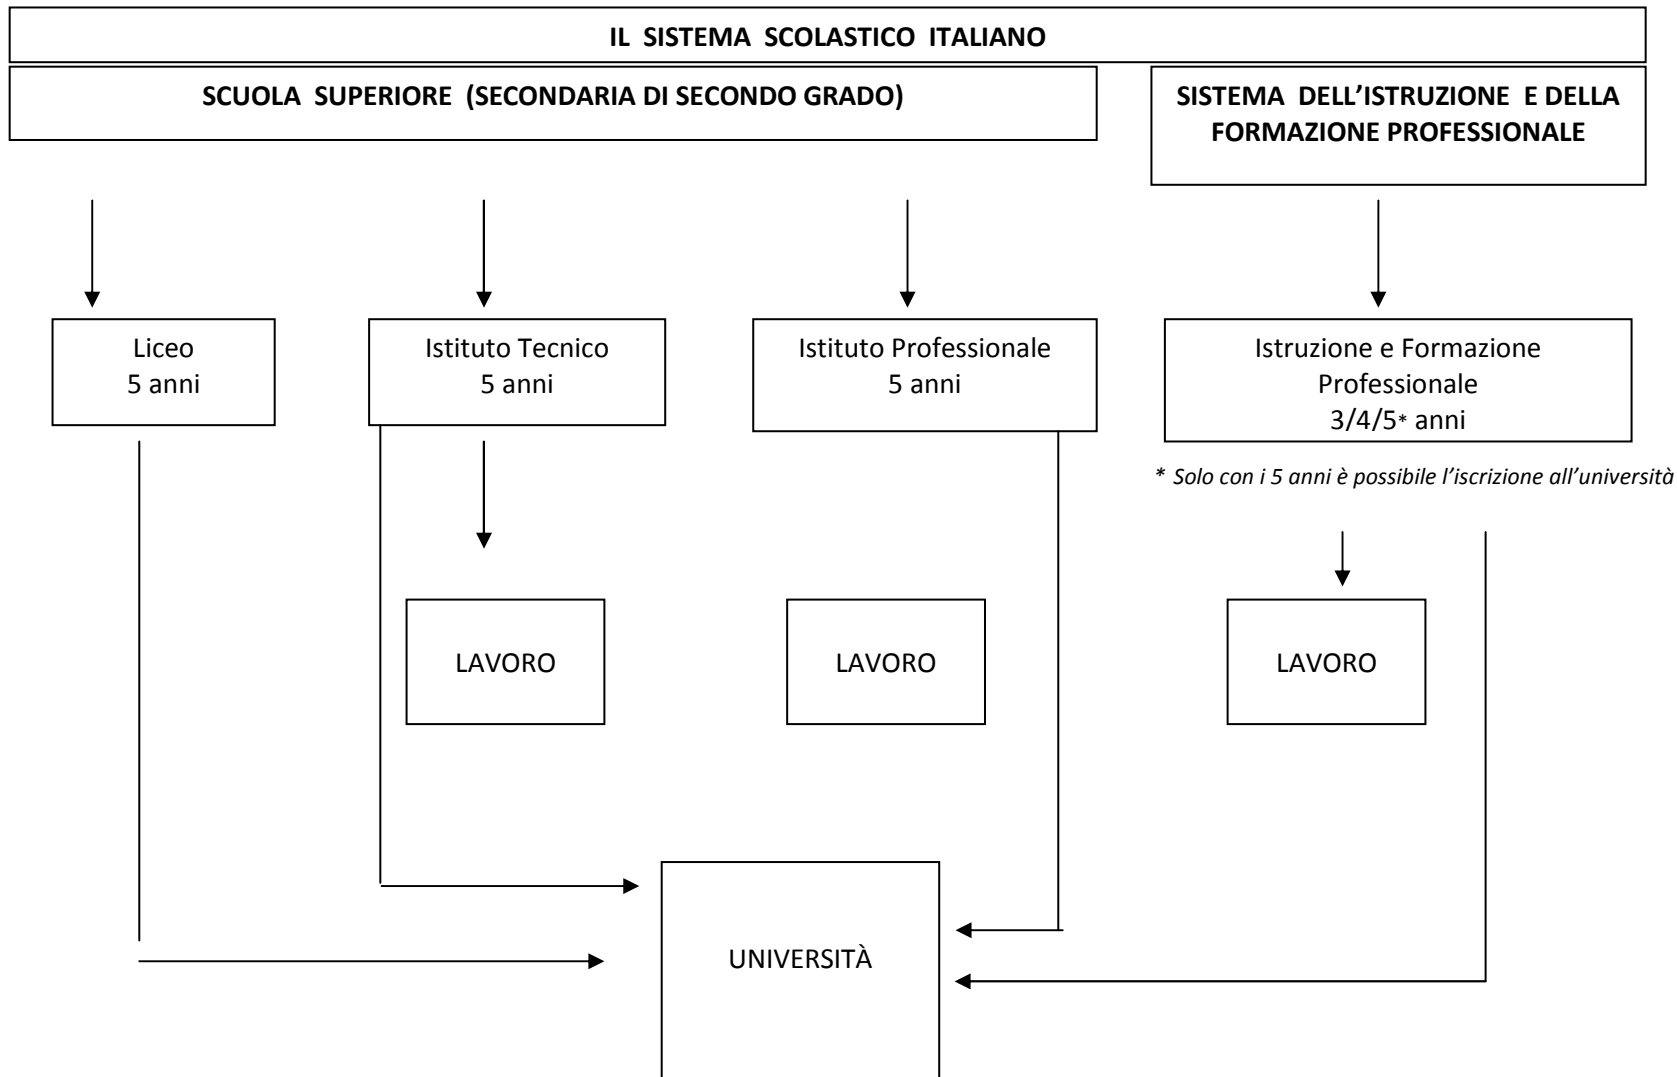 IL SISTEMA SCOLASTICO ITALIANO
SCUOLA SUPERIORE (SECONDARIA DI SECONDO GRADO)
SISTEMA DELL’ISTRUZIONE E DELLA
FORMAZIONE PROFESSIONALE
Liceo
5 anni
Istituto Tecnico
5 anni
Istituto Professionale
5 anni
Istruzione e Formazione
Professionale
3/4/5* anni
* Solo con i 5 anni è possibile l’iscrizione all’università
LAVORO
LAVORO
LAVORO
UNIVERSITÀ